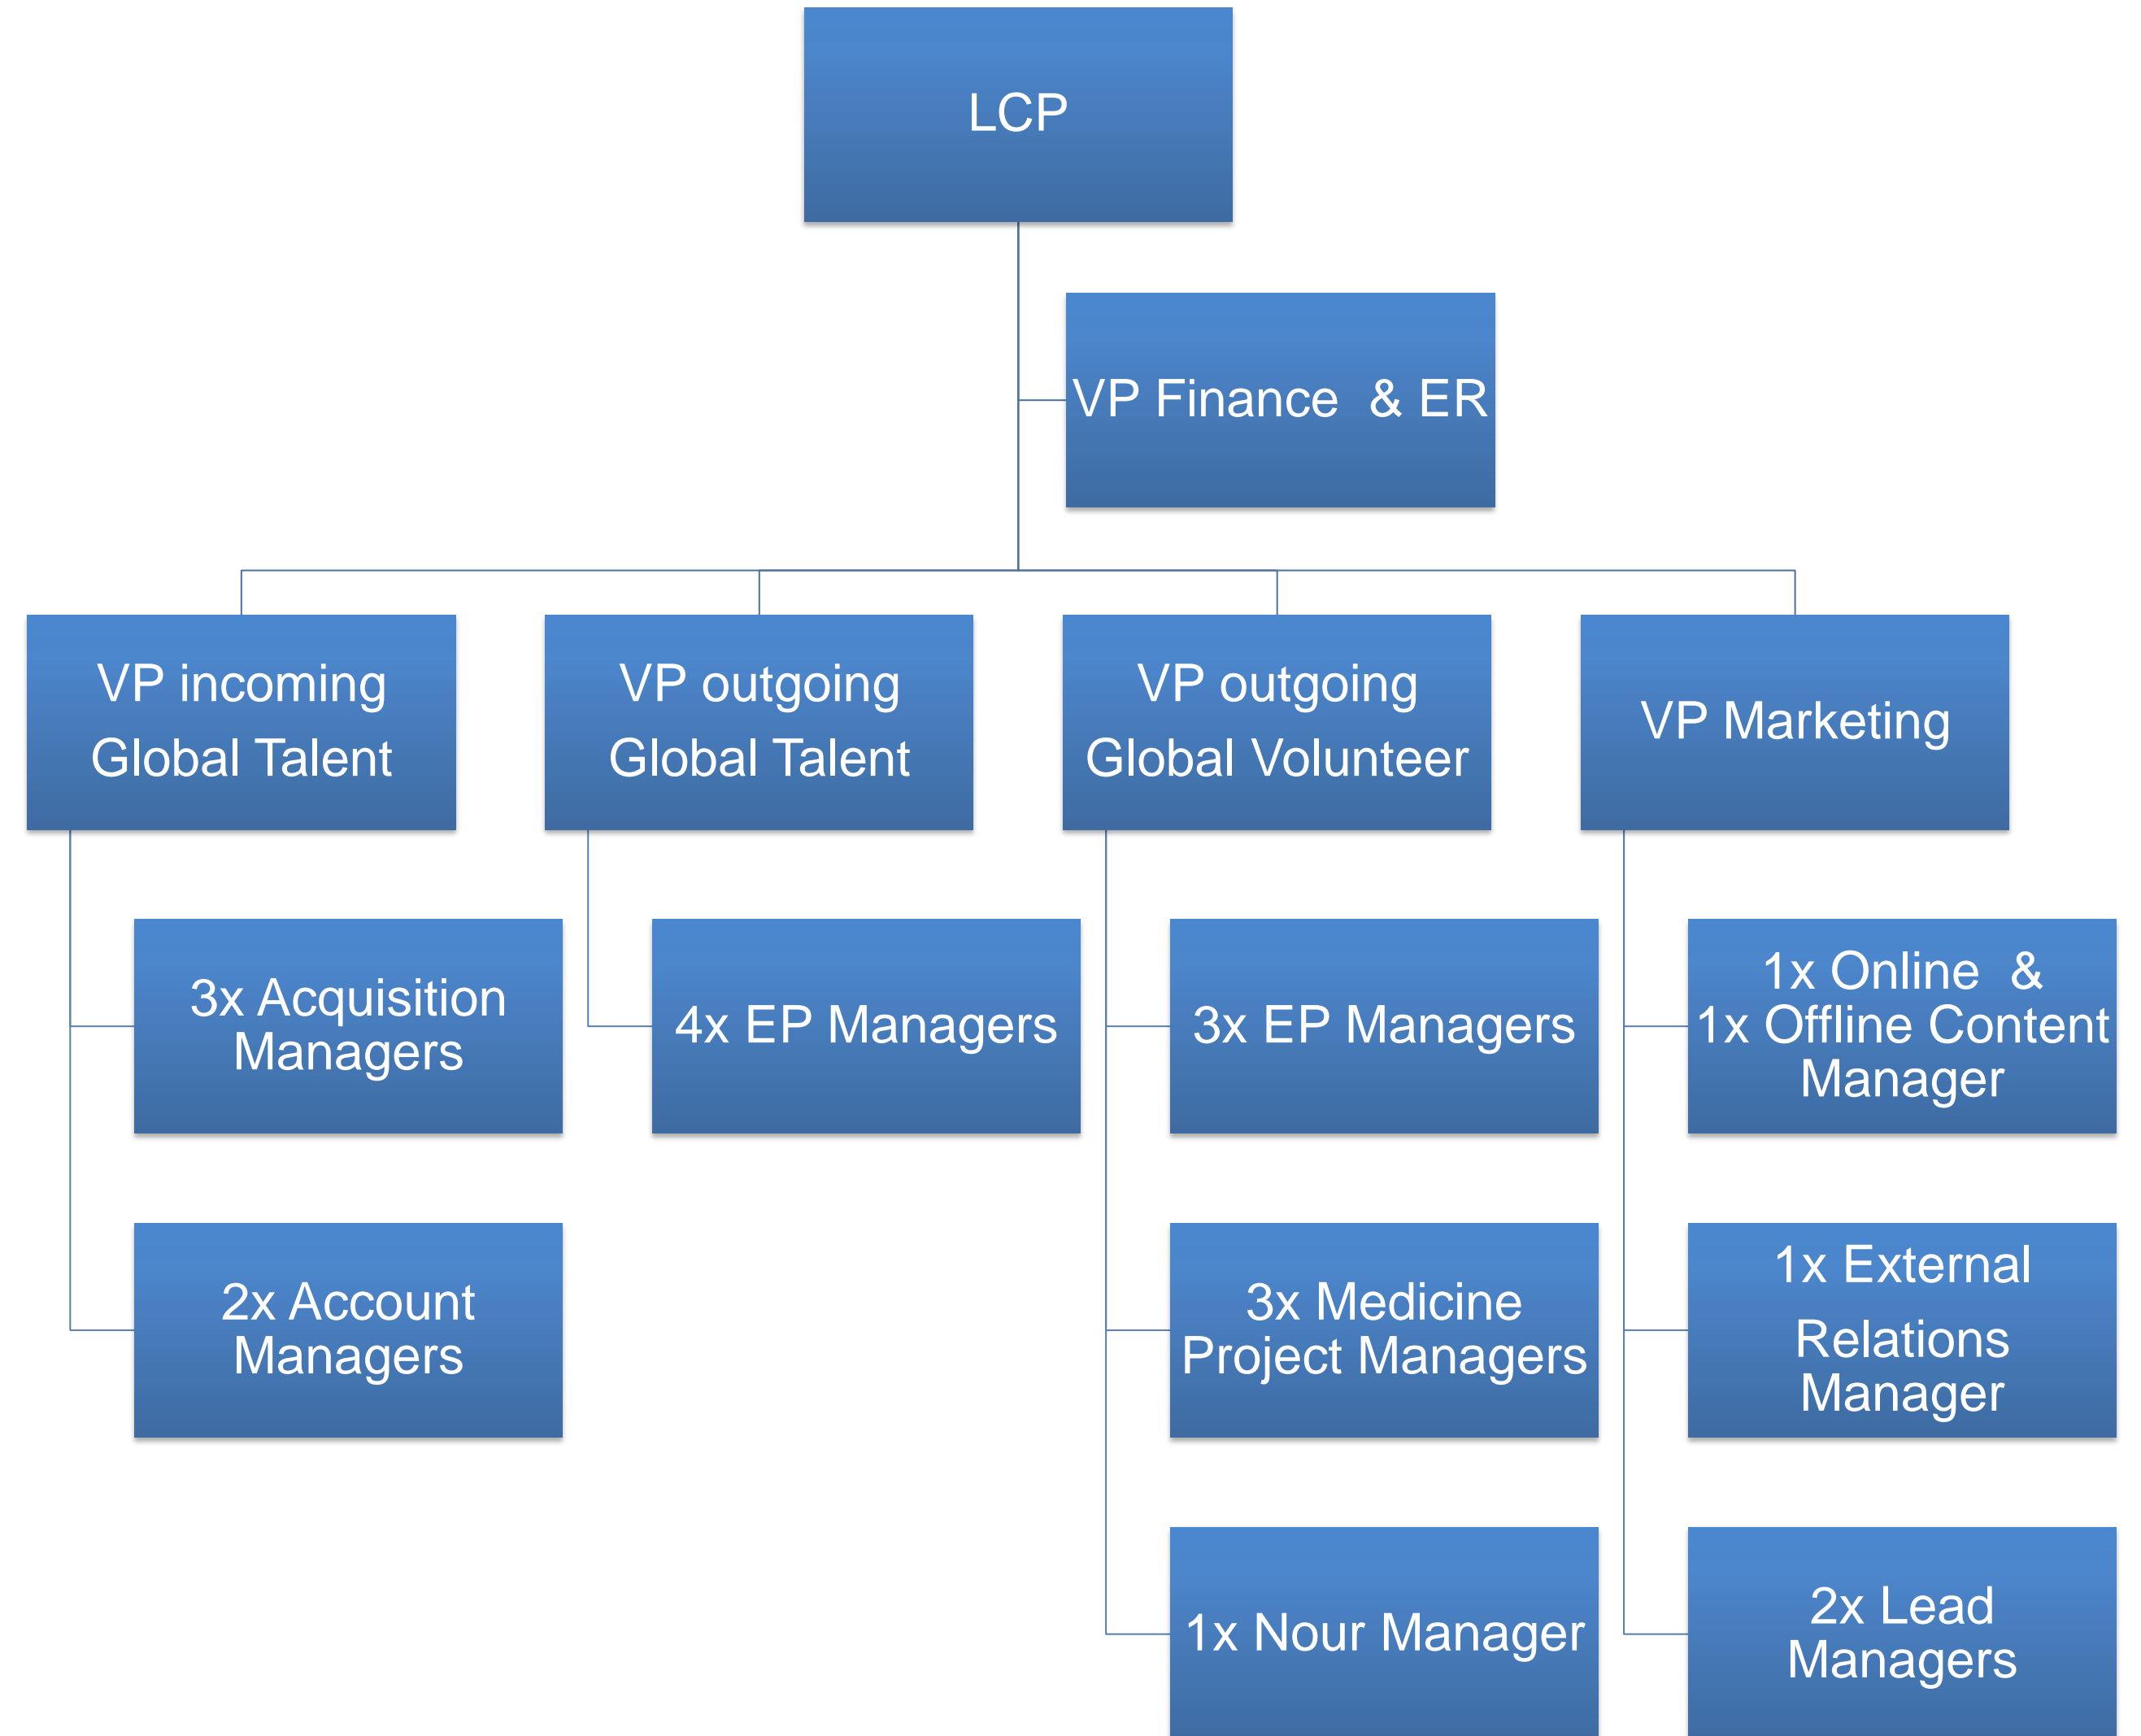 LCP
VP Finance  & ER
VP incoming
Global Talent
VP outgoing
Global Talent
VP outgoing
Global Volunteer
VP Marketing
3x Acquisition
Managers
4x EP Managers
3x EP Managers
1x Online  &
1x Offline Content
Manager
2x Account
Managers
3x Medicine
Project Managers
1x External
Relations
Manager
1x Nour Manager
2x Lead
Managers